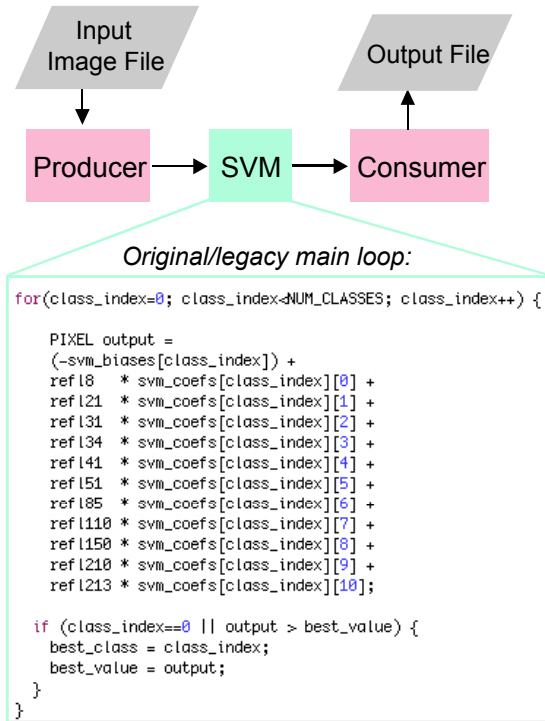 Input
Image File
Output File
Producer
SVM
Consumer
Original/legacy main loop:
for(class_index=0; class_index<NUM_CLASSES; class_index++) {
PIXEL output =
(-svm_biases[class_index]) +
refl8 * svm_coefs[class_index][0] +
refl21 * svm_coefs[class_index][1] +
refl31 * svm_coefs[class_index][2] +
refl34 * svm_coefs[class_index][3] +
refl41 * svm_coefs[class_index][4] +
refl51 * svm_coefs[class_index][5] +
refl85 * svm_coefs[class_index][6] +
refl110 * svm_coefs[class_index][7] +
refl150 * svm_coefs[class_index][8] +
refl210 * svm_coefs[class_index][9] +
refl213 * svm_coefs[class_index][10];
if (class_index==0 || output > best_value) {
best_class = class_index;
best_value = output;
}
}